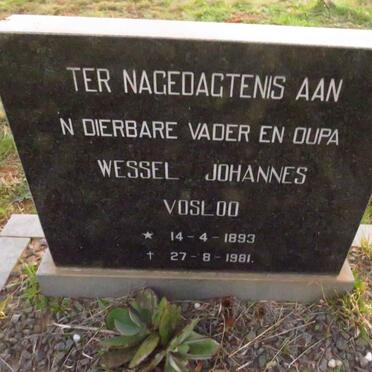 TER NAGEDAGTENIS AAN
N DIERBARE VADER EN OUPA
WESSEL JOHANNES
VOSLOO
★ 14-4-1893
† 27-8-1981.